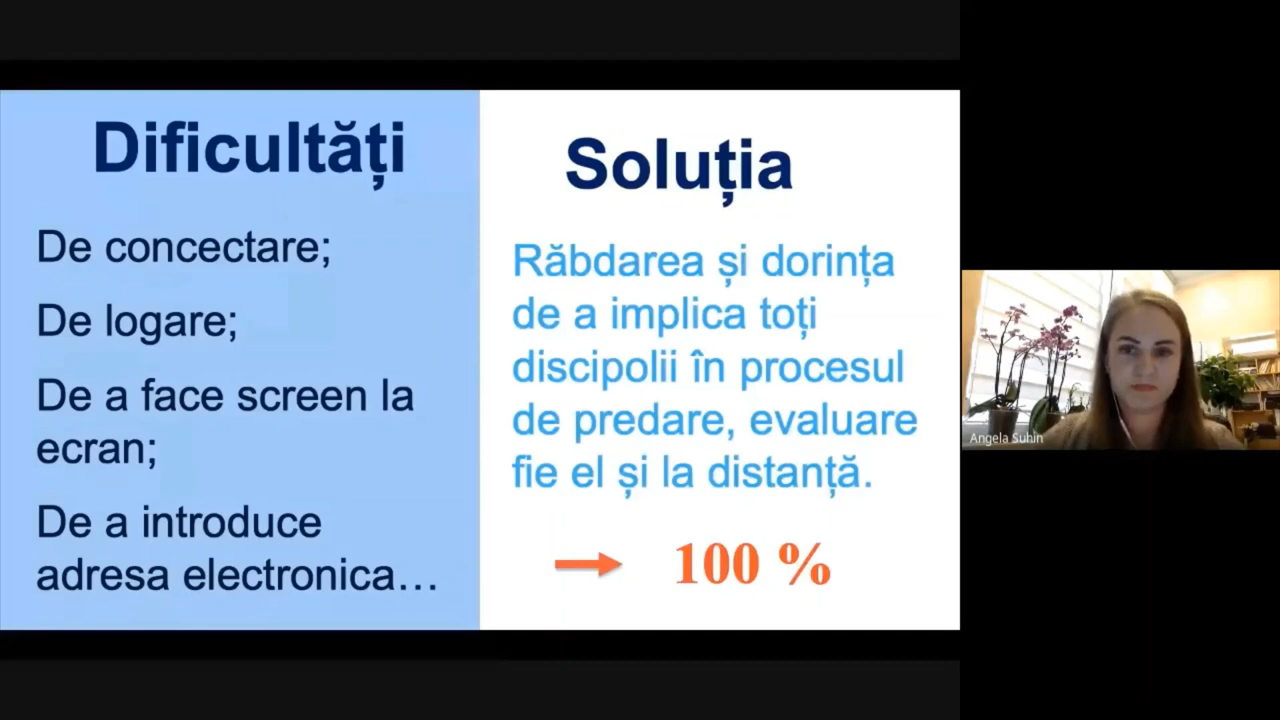 Dificultăți
De concectare;
De logare;
De a face screen la
ecran;
De a introduce
adresa electronica…
Soluția
Răbdarea și dorința
de a implica toți
discipolii în procesul
de predare, evaluare
fie el și la distanță.
100 %
Angela Suhin